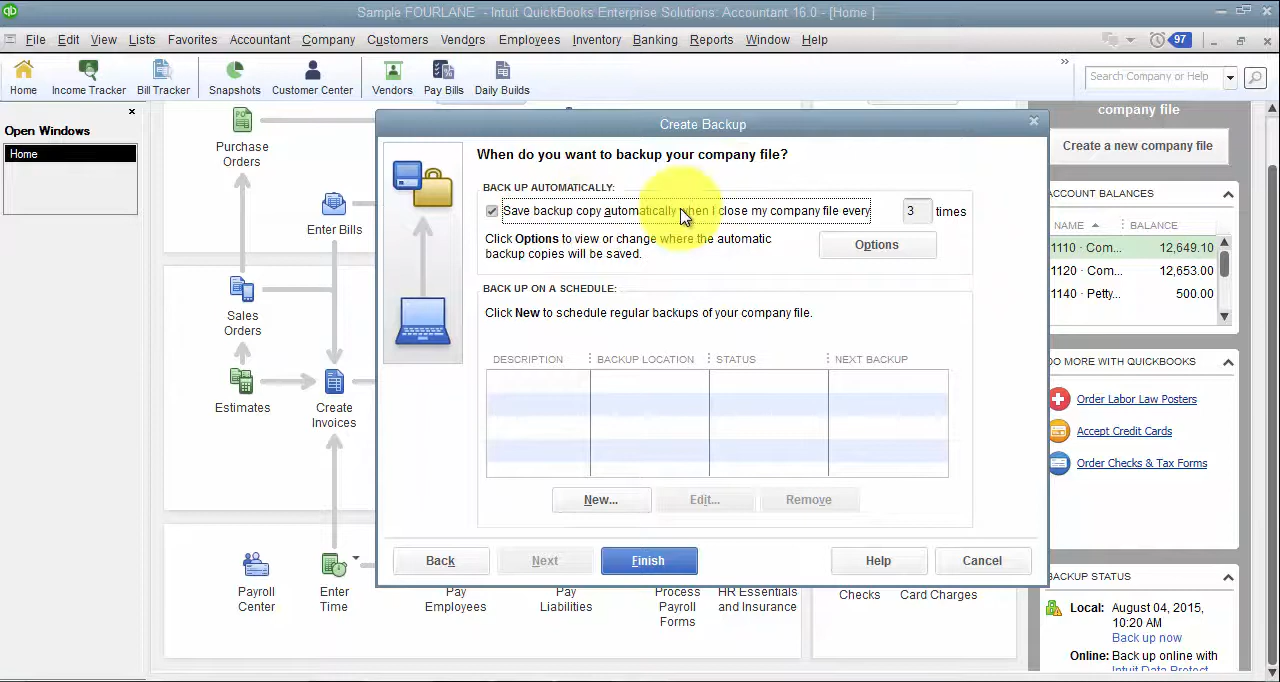 Sample FOURLANE - Intuit QuickBooks Enterprise Solutions: Accountant 16.0 - [Home ]
File Edit View Lists Favorites Accountant Company Customers Vendors Employees Inventory Banking Reports Window Help
97
Home Income Tracker Bill Tracker Snapshots Customer Center Vendors Pay Bills Daily Builds
Search Company or Help
Open Windows
Home
Purchase
Orders
Enter Bills
Sales
Orders
Estimates
Create
Invoices
Payroll
Center
Enter
Time
Pay
Employees
Pay
Liabilities
Process
Payroll
Forms
HR Essentials
and Insurance
Checks
Card Charges
Create Backup
When do you want to backup your company file?
BACK UP AUTOMATICALLY:
Save backup copy automatically when I close my company file every 3 times
Click Options to view or change where the automatic
backup copies will be saved.
Options
BACK UP ON A SCHEDULE:
Click New to schedule regular backups of your company file.
DESCRIPTION BACKUP LOCATION STATUS NEXT BACKUP
New... Edit... Remove
Back Next Finish Help Cancel
company file
Create a new company file
ACCOUNT BALANCES
NAME BALANCE
1110 · Com... 12,649.10
1120 · Com... 12,653.00
1140 · Petty... 500.00
DO MORE WITH QUICKBOOKS
Order Labor Law Posters
Accept Credit Cards
Order Checks & Tax Forms
BACKUP STATUS
Local: August 04, 2015,
10:20 AM
Back up now
Online: Back up online with
Intuit Data Protect